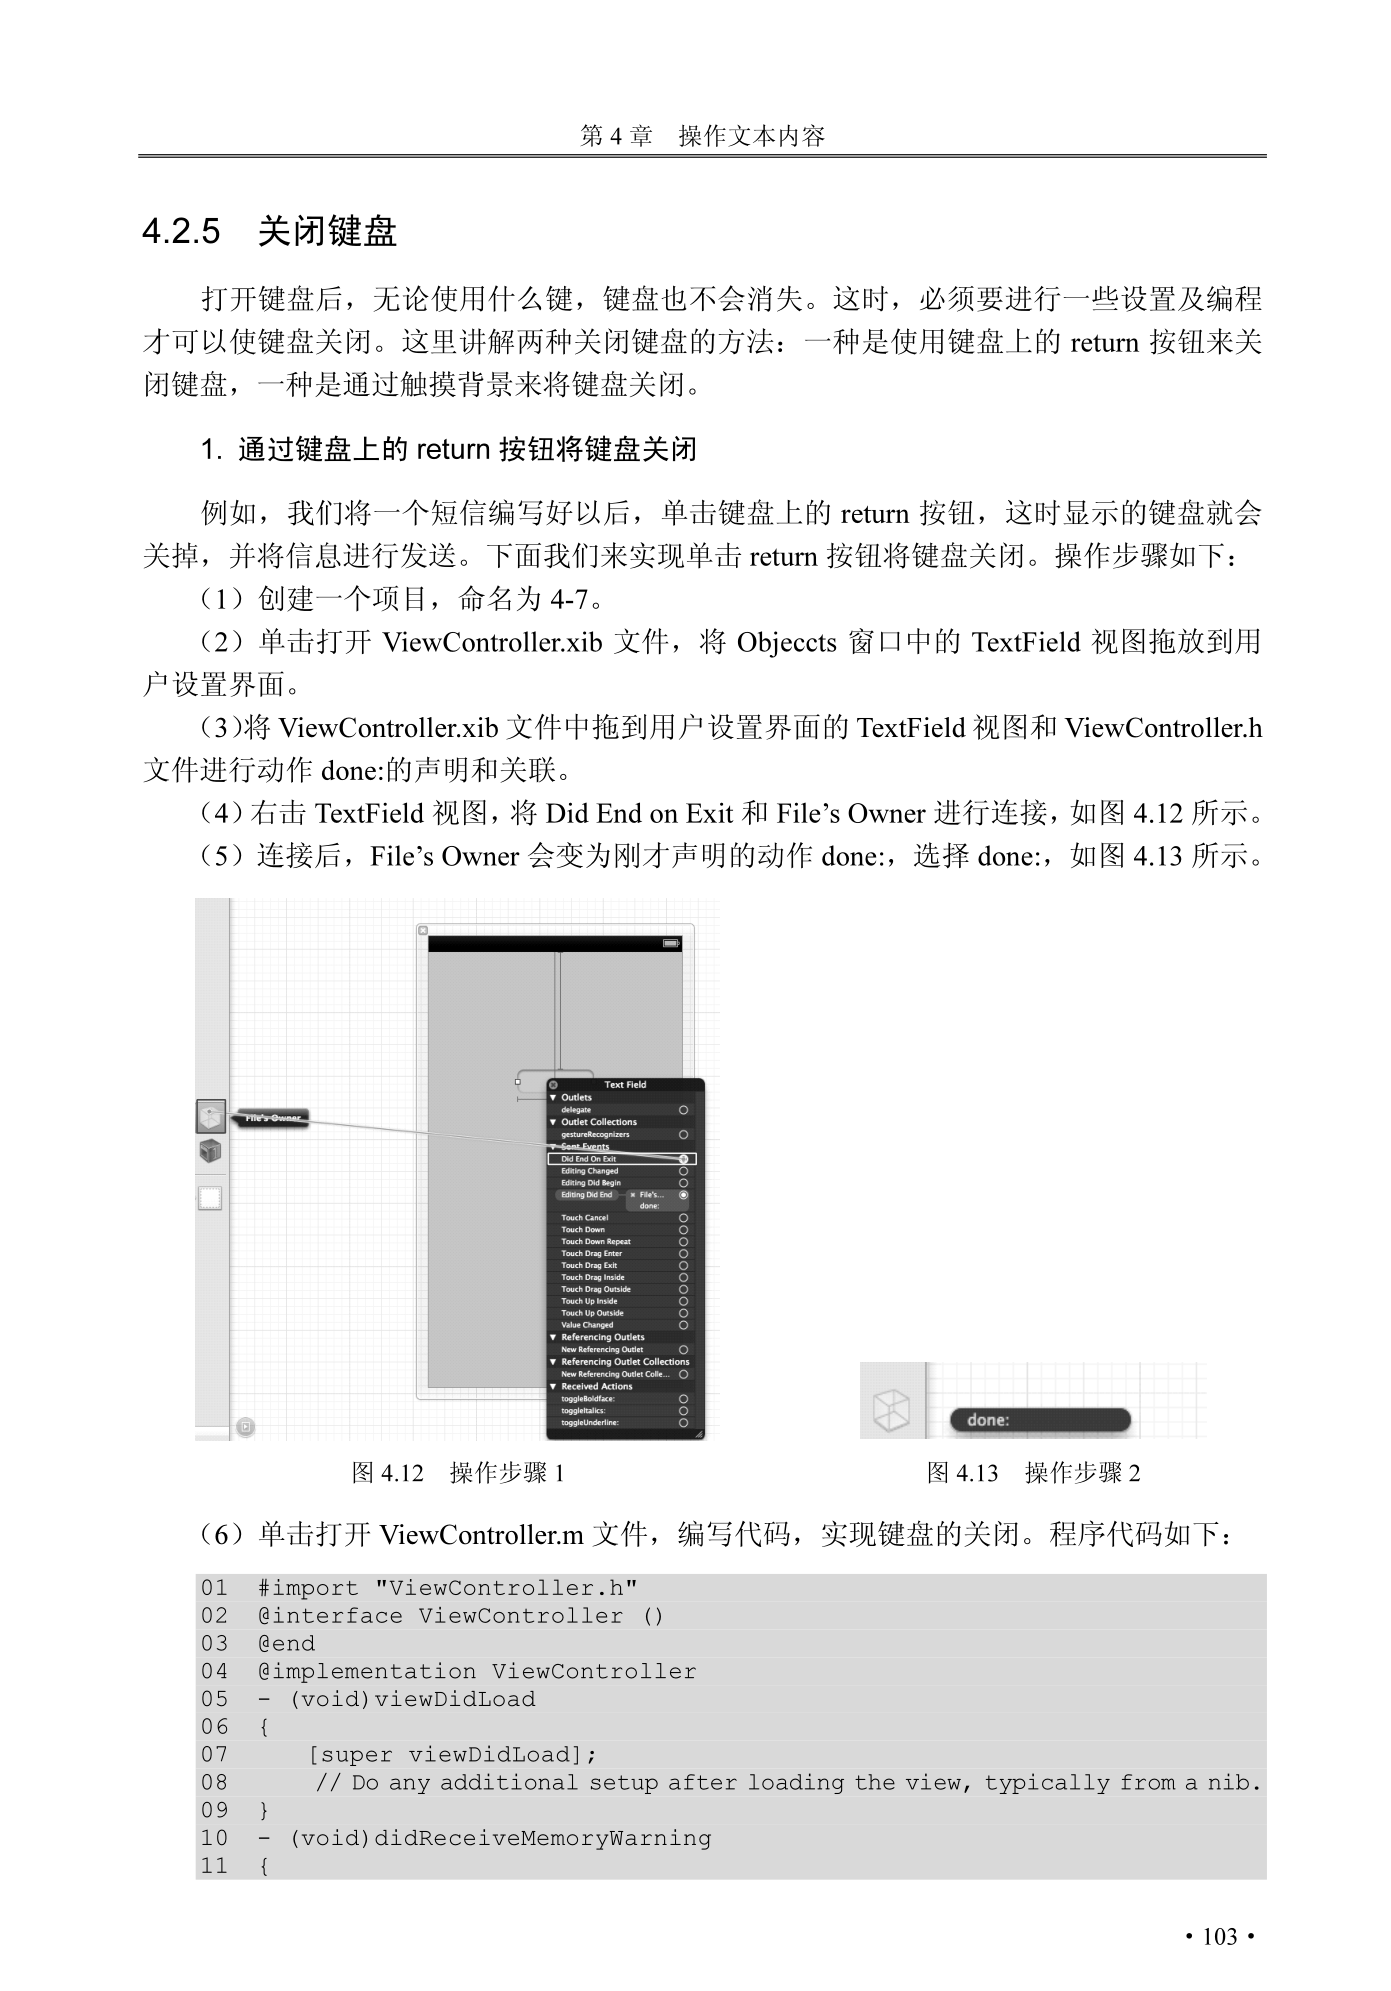 第 4 章　操作文本内容
4.2.5　关闭键盘
打开键盘后，无论使用什么键，键盘也不会消失。这时，必须要进行一些设置及编程
才可以使键盘关闭。这里讲解两种关闭键盘的方法：一种是使用键盘上的 return 按钮来关
闭键盘，一种是通过触摸背景来将键盘关闭。
1. 通过键盘上的 return 按钮将键盘关闭
例如，我们将一个短信编写好以后，单击键盘上的 return 按钮，这时显示的键盘就会
关掉，并将信息进行发送。下面我们来实现单击 return 按钮将键盘关闭。操作步骤如下：
（1）创建一个项目，命名为 4-7。
（2）单击打开 ViewController.xib 文件，将 Objeccts 窗口中的 TextField 视图拖放到用
户设置界面。
（3）将 ViewController.xib 文件中拖到用户设置界面的 TextField 视图和 ViewController.h
文件进行动作 done:的声明和关联。
（4）右击 TextField 视图，将 Did End on Exit 和 File’s Owner 进行连接，如图 4.12 所示。
（5）连接后，File’s Owner 会变为刚才声明的动作 done:，选择 done:，如图 4.13 所示。
File's Owner
Text Field
▼ Outlets
delegate
▼ Outlet Collections
gestureRecognizers
▼ Sent Events
Did End On Exit
Editing Changed
Editing Did Begin
Editing Did End ✖ File's...
done:
Touch Cancel
Touch Down
Touch Down Repeat
Touch Drag Enter
Touch Drag Exit
Touch Drag Inside
Touch Drag Outside
Touch Up Inside
Touch Up Outside
Value Changed
▼ Referencing Outlets
New Referencing Outlet
▼ Referencing Outlet Collections
New Referencing Outlet Colle...
▼ Received Actions
toggleBoldface:
toggleItalics:
toggleUnderline:
done:
图 4.12　操作步骤 1
图 4.13　操作步骤 2
（6）单击打开 ViewController.m 文件，编写代码，实现键盘的关闭。程序代码如下：
01 #import "ViewController.h"
02 @interface ViewController ()
03 @end
04 @implementation ViewController
05 - (void)viewDidLoad
06 {
07 [super viewDidLoad];
08 // Do any additional setup after loading the view, typically from a nib.
09 }
10 - (void)didReceiveMemoryWarning
11 {
• 103 •